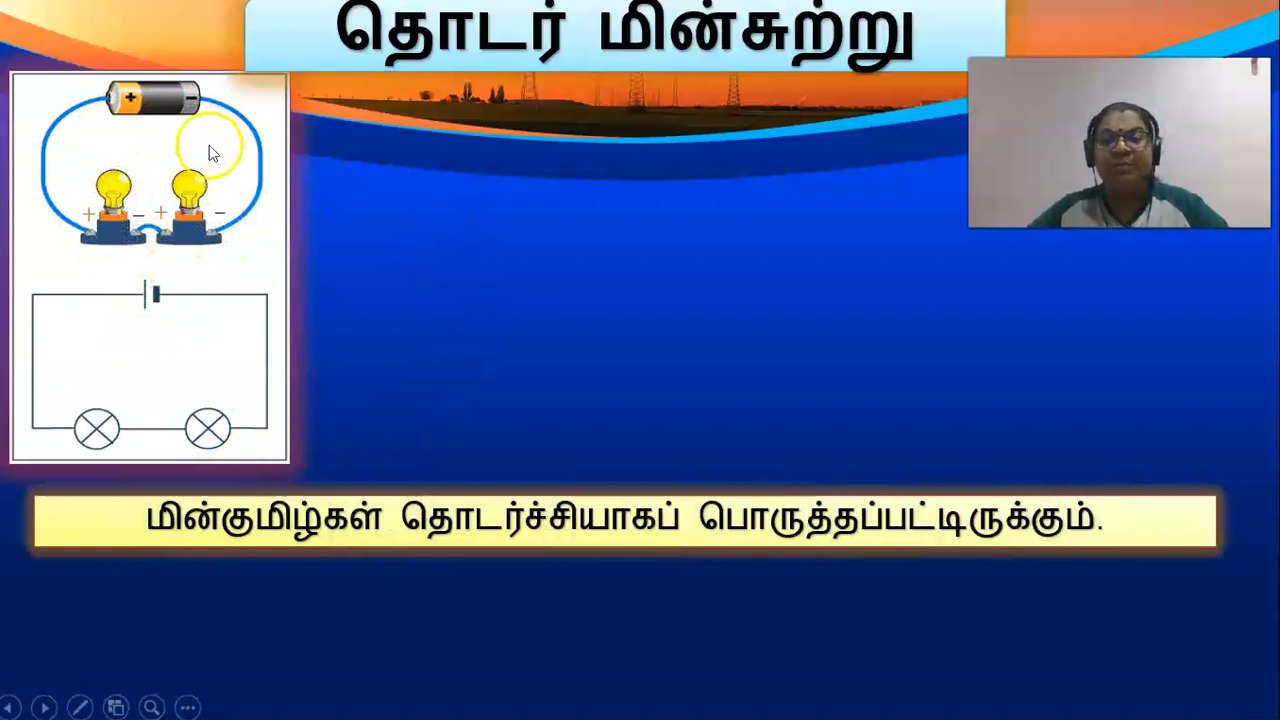 தொடர் மின்சுற்று
+ −
+ − + −
மின்குமிழ்கள் தொடர்ச்சியாகப் பொருத்தப்பட்டிருக்கும்.